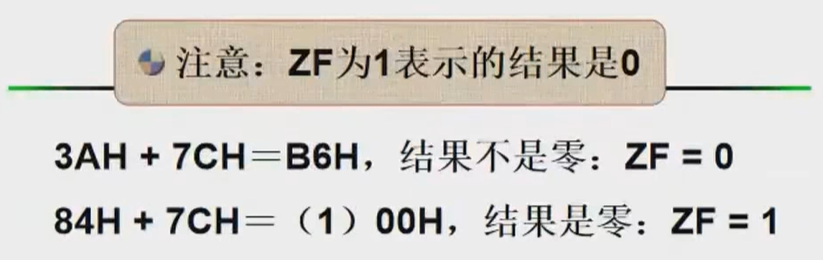 注意：ZF为1表示的结果是0
3AH + 7CH＝B6H，结果不是零：ZF = 0
84H + 7CH＝（1）00H，结果是零：ZF = 1